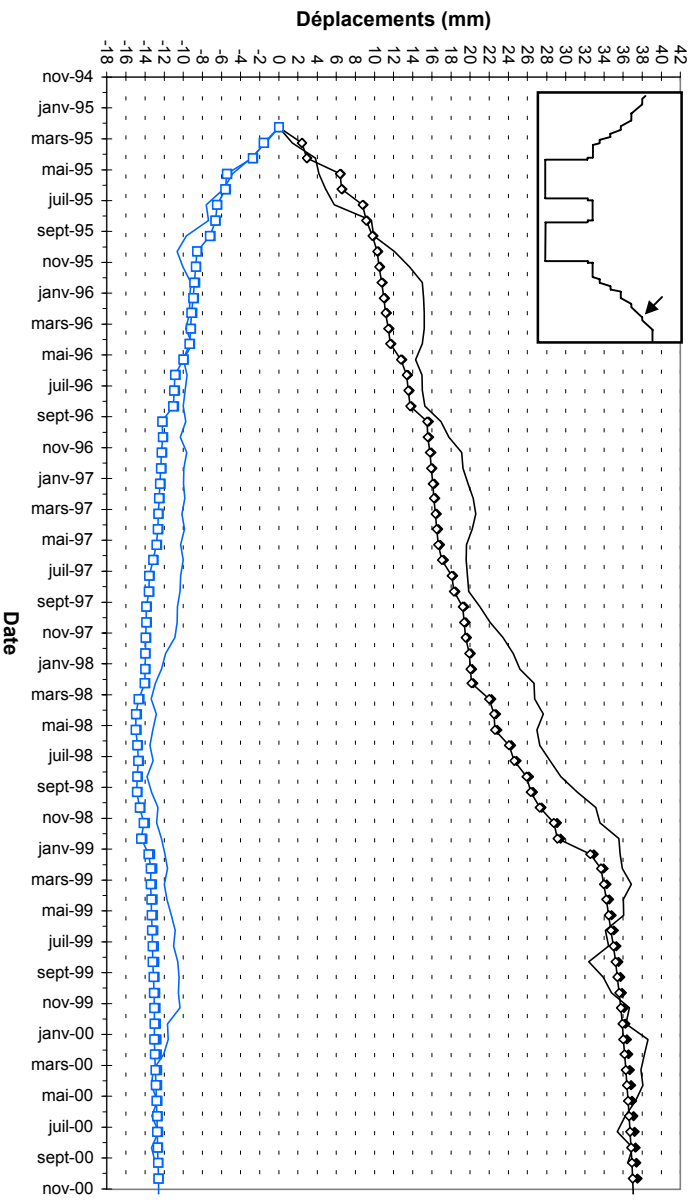 Déplacements (mm)
-18 -16 -14 -12 -10 -8 -6 -4 -2 0 2 4 6 8 10 12 14 16 18 20 22 24 26 28 30 32 34 36 38 40 42
nov-94
janv-95
mars-95
mai-95
juil-95
sept-95
nov-95
janv-96
mars-96
mai-96
juil-96
sept-96
nov-96
janv-97
mars-97
mai-97
juil-97
sept-97
nov-97
janv-98
mars-98
mai-98
juil-98
sept-98
nov-98
janv-99
mars-99
mai-99
juil-99
sept-99
nov-99
janv-00
mars-00
mai-00
juil-00
sept-00
nov-00
Date